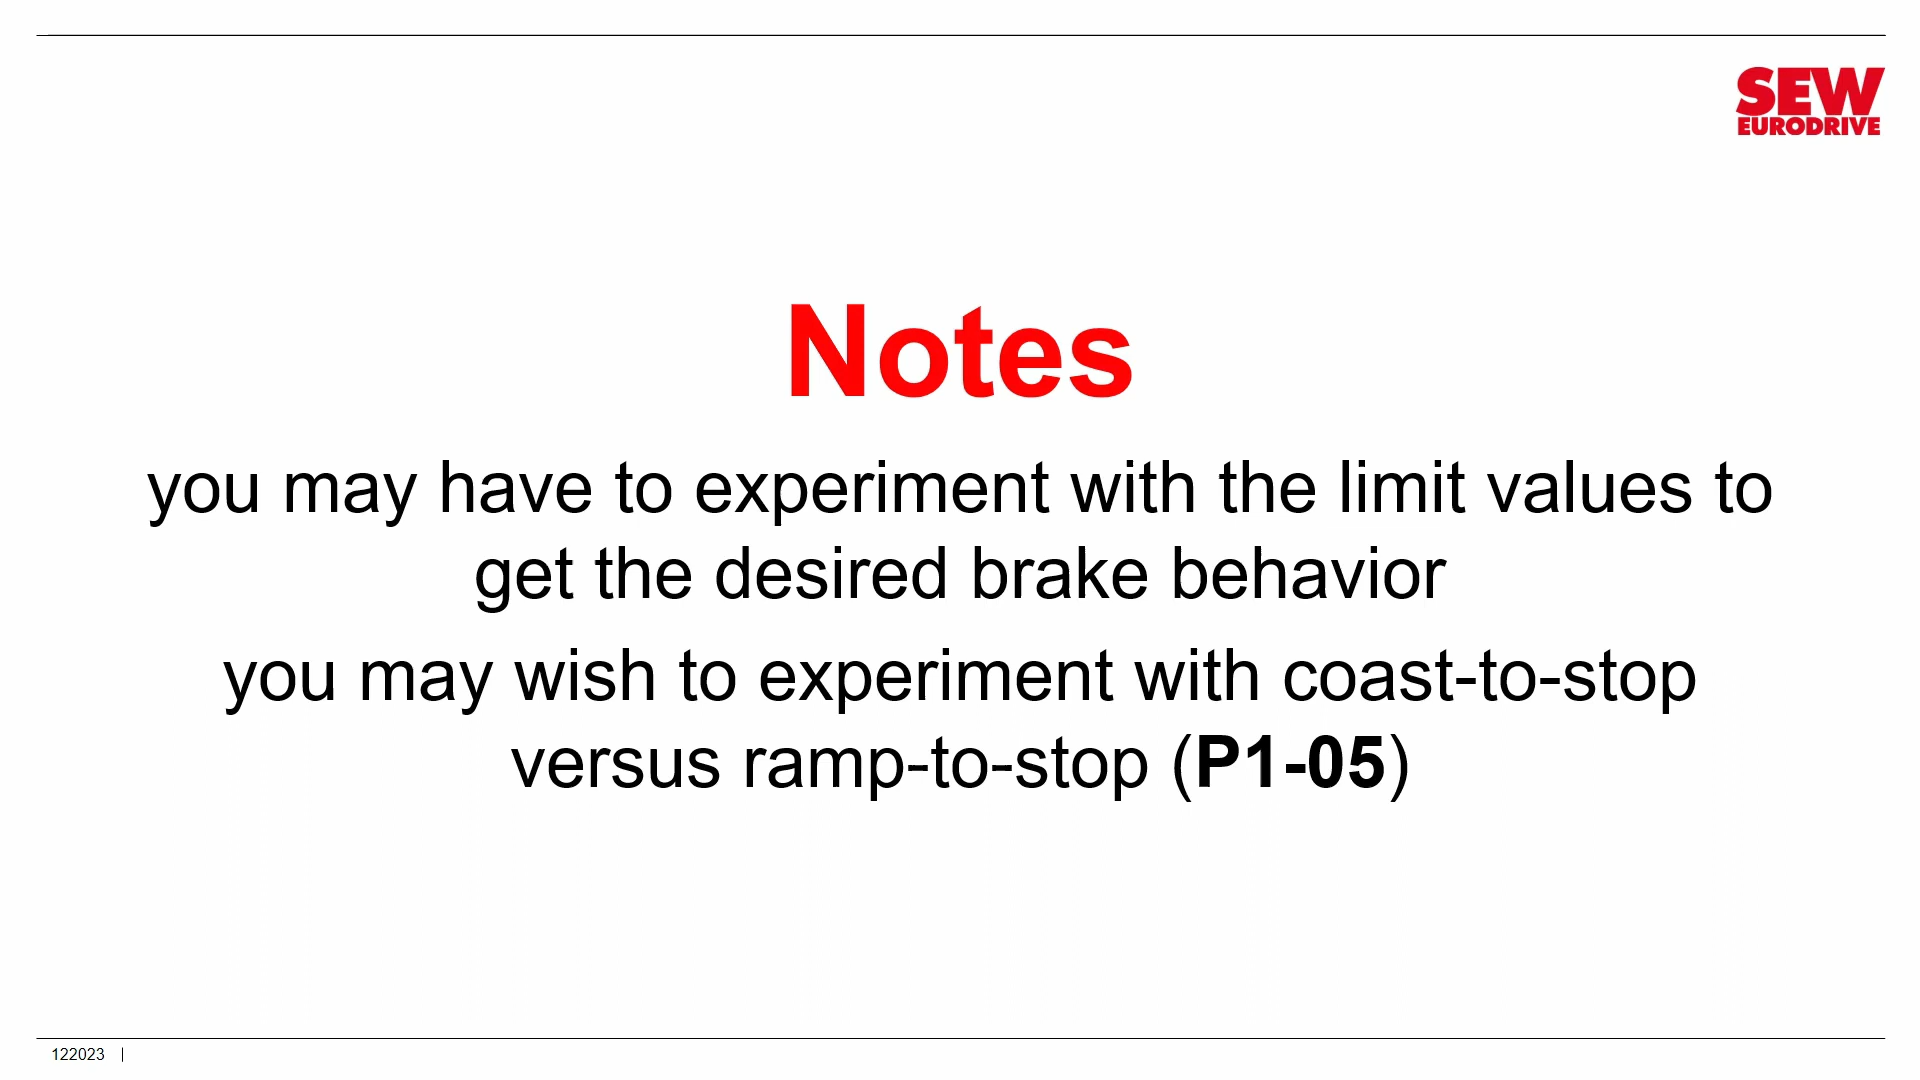 SEW
EURODRIVE
Notes
you may have to experiment with the limit values to
get the desired brake behavior
you may wish to experiment with coast-to-stop
versus ramp-to-stop (P1-05)
122023 |